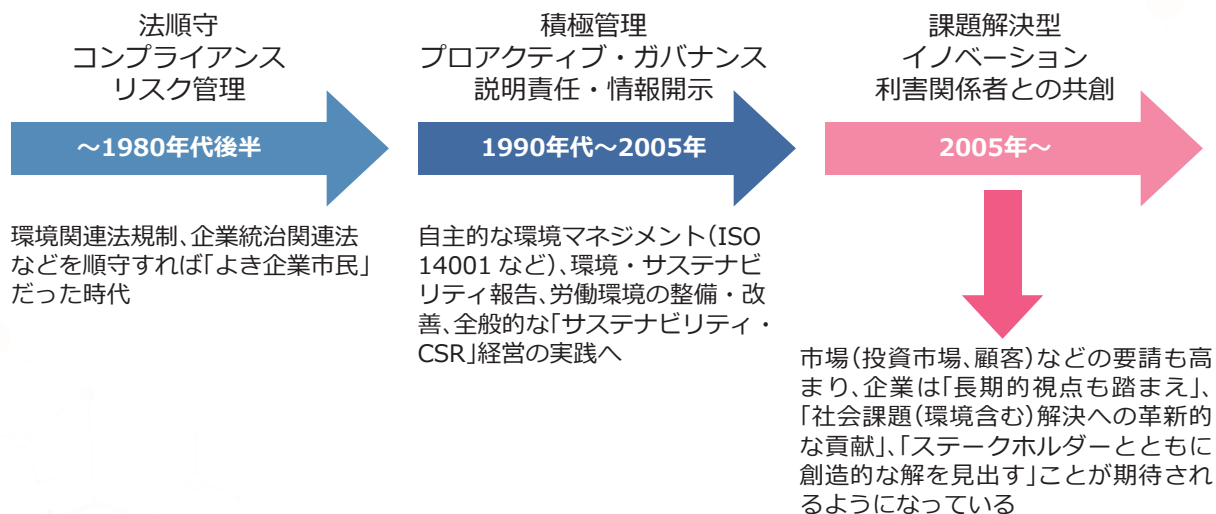 法順守
コンプライアンス
リスク管理
~1980年代後半
環境関連法規制、企業統治関連法
などを順守すれば「よき企業市民」
だった時代
積極管理
プロアクティブ・ガバナンス
説明責任・情報開示
1990年代~2005年
自主的な環境マネジメント(ISO
14001 など)、環境・サステナビ
リティ報告、労働環境の整備・改
善、全般的な「サステナビリティ・
CSR」経営の実践へ
課題解決型
イノベーション
利害関係者との共創
2005年~
市場(投資市場、顧客)などの要請も高
まり、企業は「長期的視点も踏まえ」、
「社会課題(環境含む)解決への革新的
な貢献」、「ステークホルダーとともに
創造的な解を見出す」ことが期待され
るようになっている